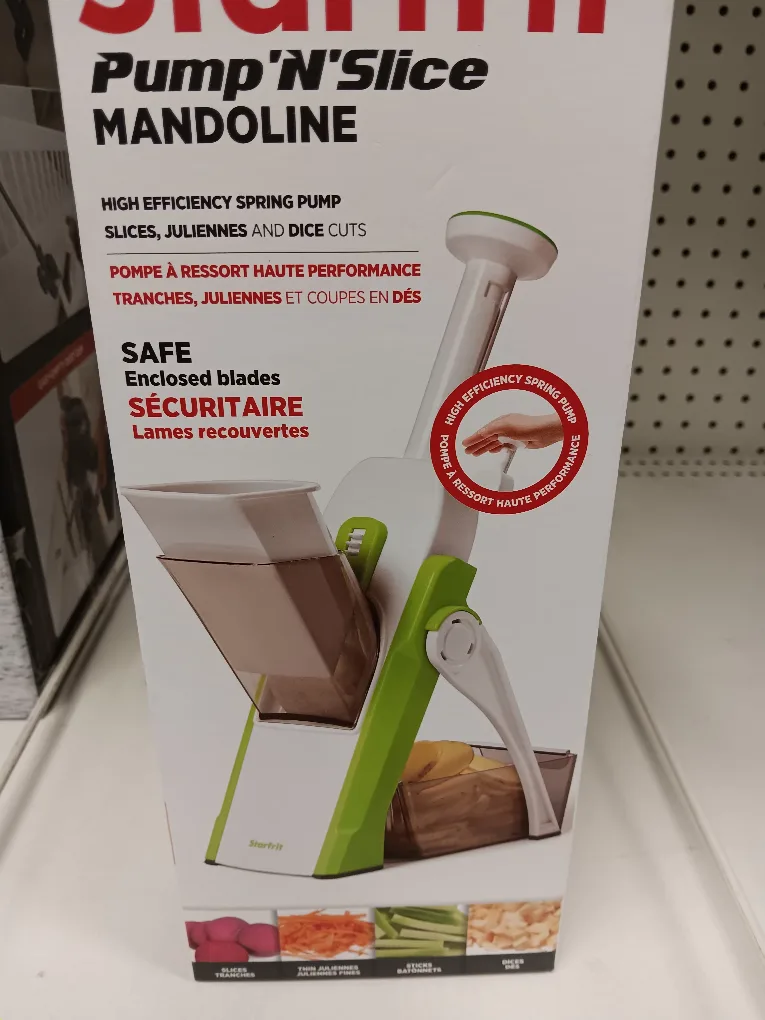 Starfrit
Pump'N'Slice
MANDOLINE
HIGH EFFICIENCY SPRING PUMP
SLICES, JULIENNES AND DICE CUTS
POMPE À RESSORT HAUTE PERFORMANCE
TRANCHES, JULIENNES ET COUPES EN DÉS
SAFE
Enclosed blades
SÉCURITAIRE
Lames recouvertes
HIGH EFFICIENCY SPRING PUMP
POMPE À RESSORT HAUTE PERFORMANCE
Starfrit
SLICES
TRANCHES
THIN JULIENNES
JULIENNES FINES
STICKS
BATONNETS
DICES
DÉS